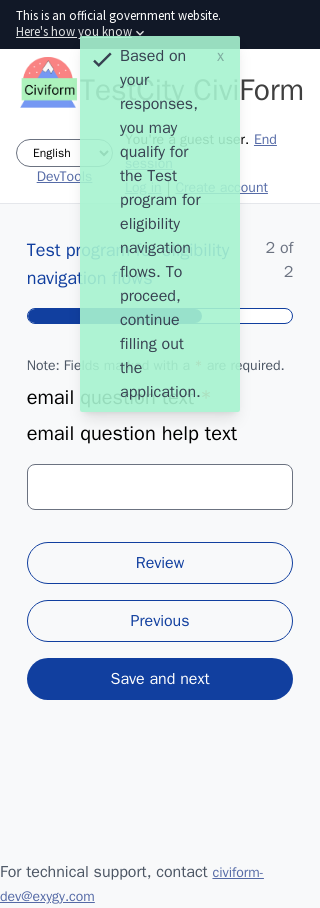 This is an official government website.
Here's how you know
Civiform
TestCity CiviForm
English
You're a guest user. End session
Log in | Create account
DevTools
Based on
your
responses,
you may
qualify for
the Test
program for
eligibility
navigation
flows. To
proceed,
continue
filling out
the
application.
x
Test program for eligibility
navigation flows
2 of
2
Note: Fields marked with a * are required.
email question text *
email question help text
Review
Previous
Save and next
For technical support, contact civiform-
dev@exygy.com